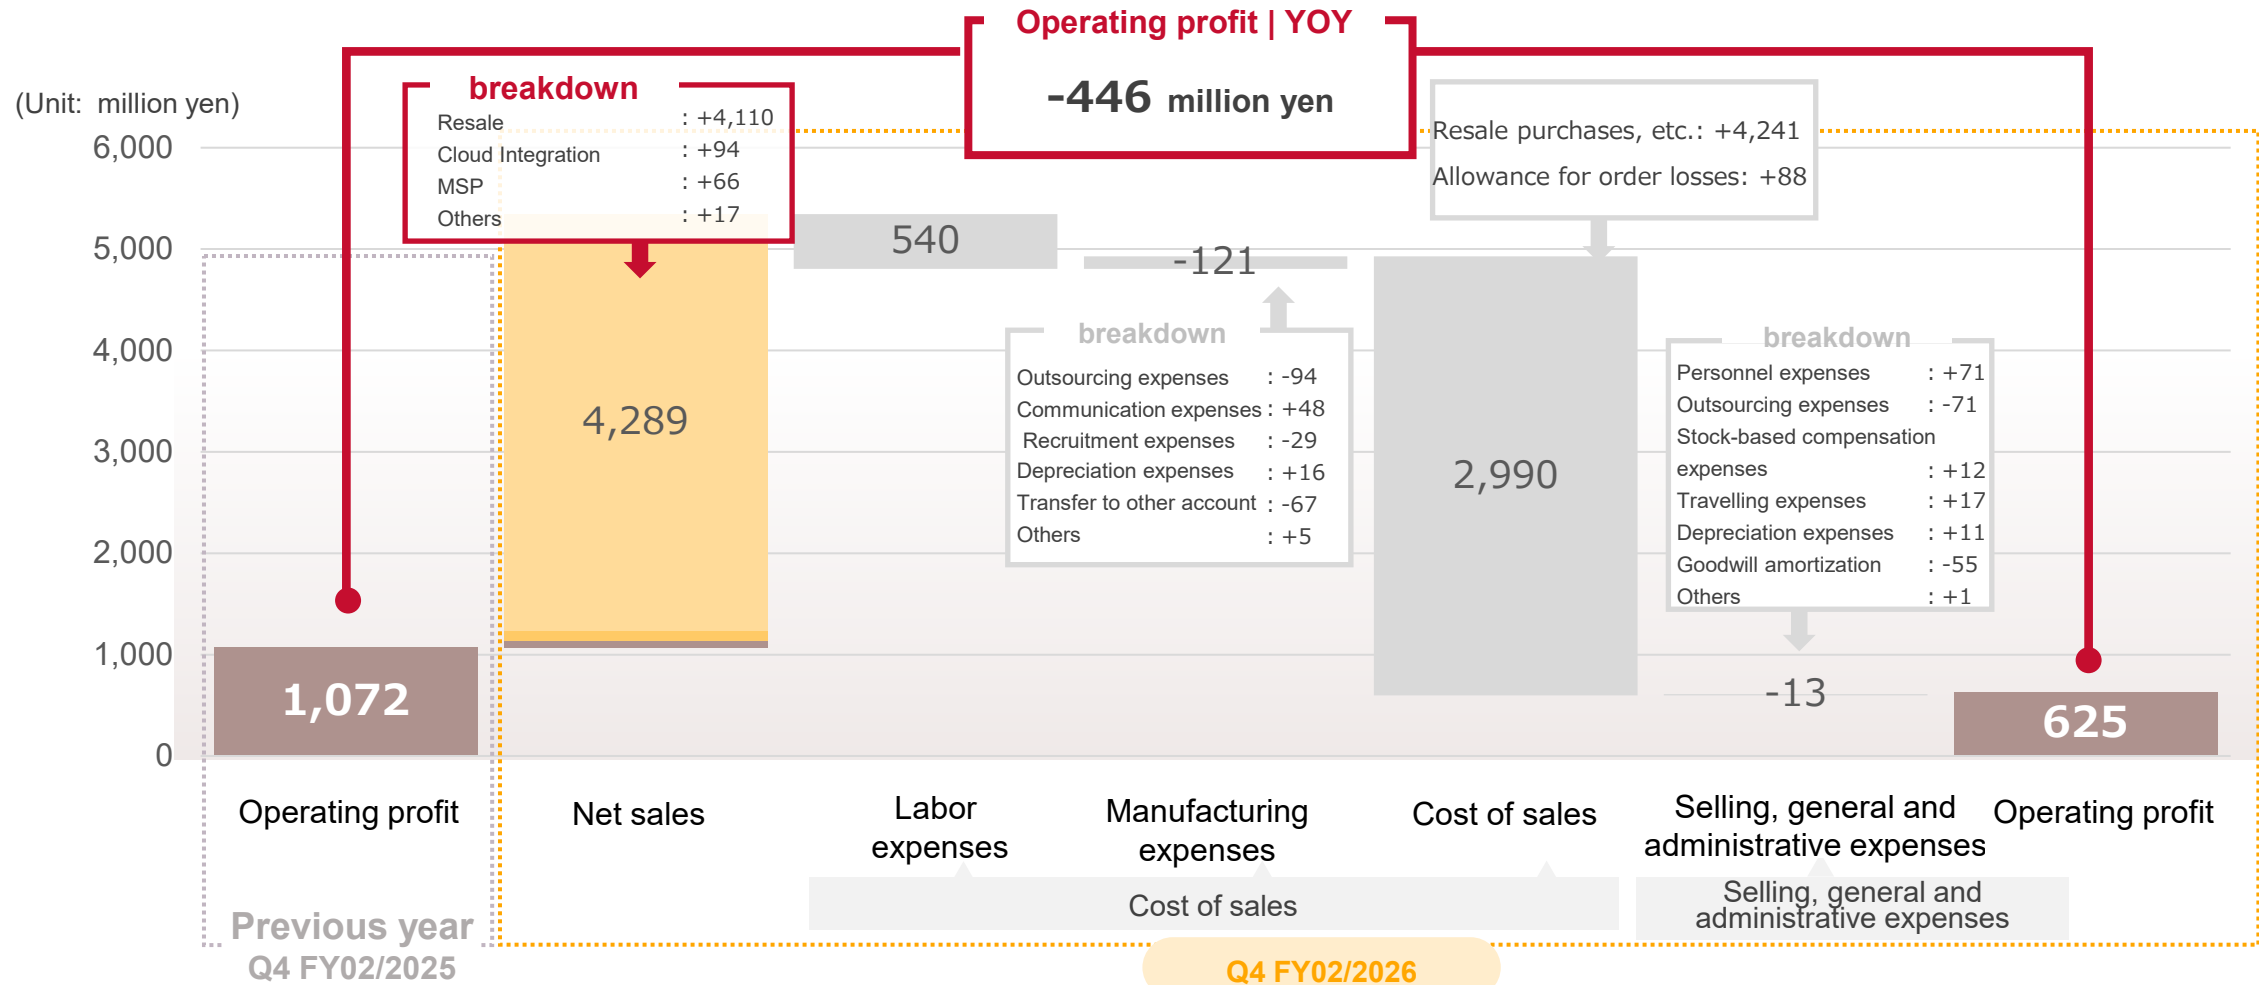 Operating profit | YOY
-446 million yen
(Unit: million yen)
breakdown
Resale : +4,110
Cloud Integration : +94
MSP : +66
Others : +17
Resale purchases, etc.: +4,241
Allowance for order losses: +88
6,000
5,000
4,000
3,000
2,000
1,000
0
1,072
4,289
540
-121
breakdown
Outsourcing expenses : -94
Communication expenses : +48
Recruitment expenses : -29
Depreciation expenses : +16
Transfer to other account : -67
Others : +5
2,990
breakdown
Personnel expenses : +71
Outsourcing expenses : -71
Stock-based compensation
expenses : +12
Travelling expenses : +17
Depreciation expenses : +11
Goodwill amortization : -55
Others : +1
-13
625
Operating profit
Net sales
Labor
expenses
Manufacturing
expenses
Cost of sales
Selling, general and
administrative expenses
Operating profit
Cost of sales
Selling, general and
administrative expenses
Previous year
Q4 FY02/2025
Q4 FY02/2026